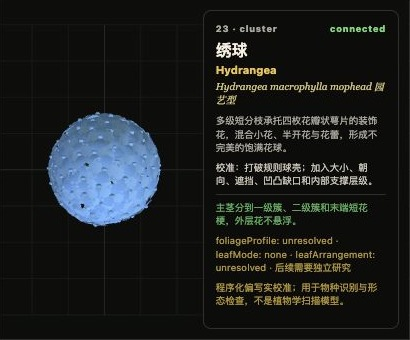 23 · cluster connected
绣球
Hydrangea
Hydrangea macrophylla mophead 园
艺型
多级短分枝承托四枚花瓣状萼片的装饰
花，混合小花、半开花与花蕾，形成不
完美的饱满花球。
校准：打破规则球壳；加入大小、朝
向、遮挡、凹凸缺口和内部支撑层级。
主茎分到一级簇、二级簇和末端短花
梗，外层花不悬浮。
foliageProfile: unresolved ·
leafMode: none · leafArrangement:
unresolved · 后续需要独立研究
程序化偏写实校准；用于物种识别与形
态检查，不是植物学扫描模型。